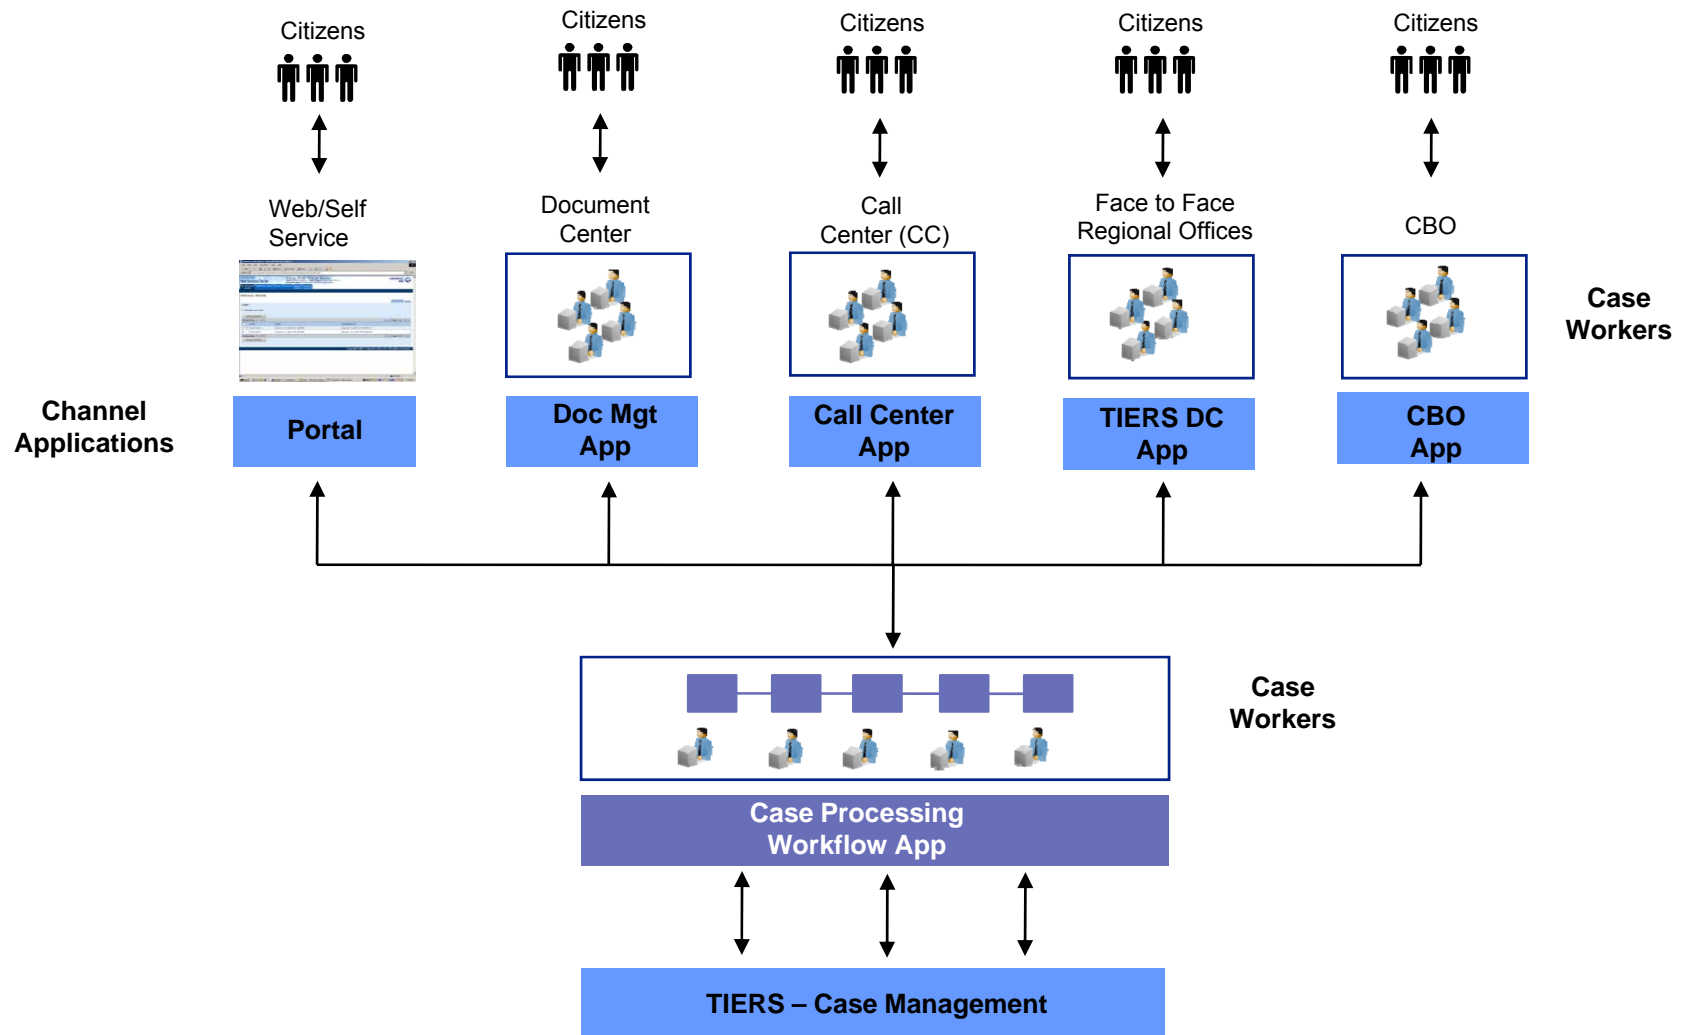 Citizens
Citizens
Citizens
Citizens
Citizens
Web/Self
Service
Document
Center
Call
Center (CC)
Face to Face
Regional Offices
CBO
Case
Workers
Channel
Applications
Portal
Doc Mgt
App
Call Center
App
TIERS DC
App
CBO
App
Case
Workers
Case Processing
Workflow App
TIERS – Case Management